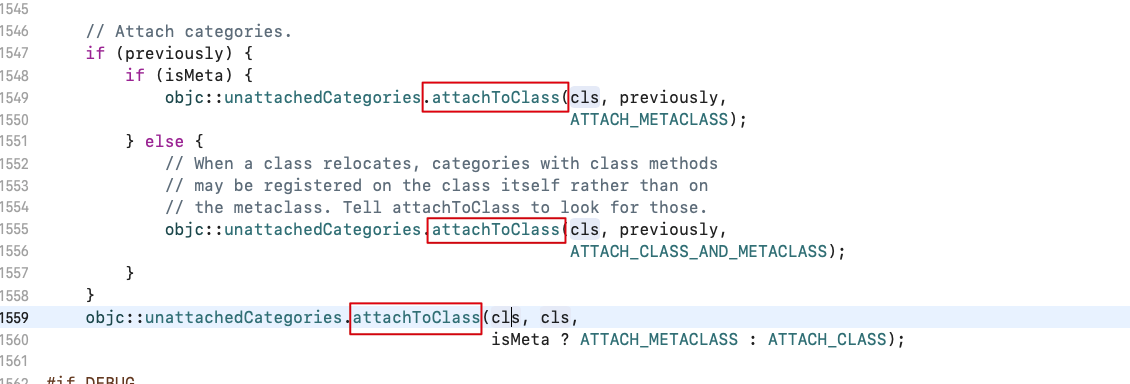 1545
1546 // Attach categories.
1547 if (previously) {
1548 if (isMeta) {
1549 objc::unattachedCategories.attachToClass(cls, previously,
1550 ATTACH_METACLASS);
1551 } else {
1552 // When a class relocates, categories with class methods
1553 // may be registered on the class itself rather than on
1554 // the metaclass. Tell attachToClass to look for those.
1555 objc::unattachedCategories.attachToClass(cls, previously,
1556 ATTACH_CLASS_AND_METACLASS);
1557 }
1558 }
1559 objc::unattachedCategories.attachToClass(cls, cls,
1560 isMeta ? ATTACH_METACLASS : ATTACH_CLASS);
1561
1562 #if DEBUG